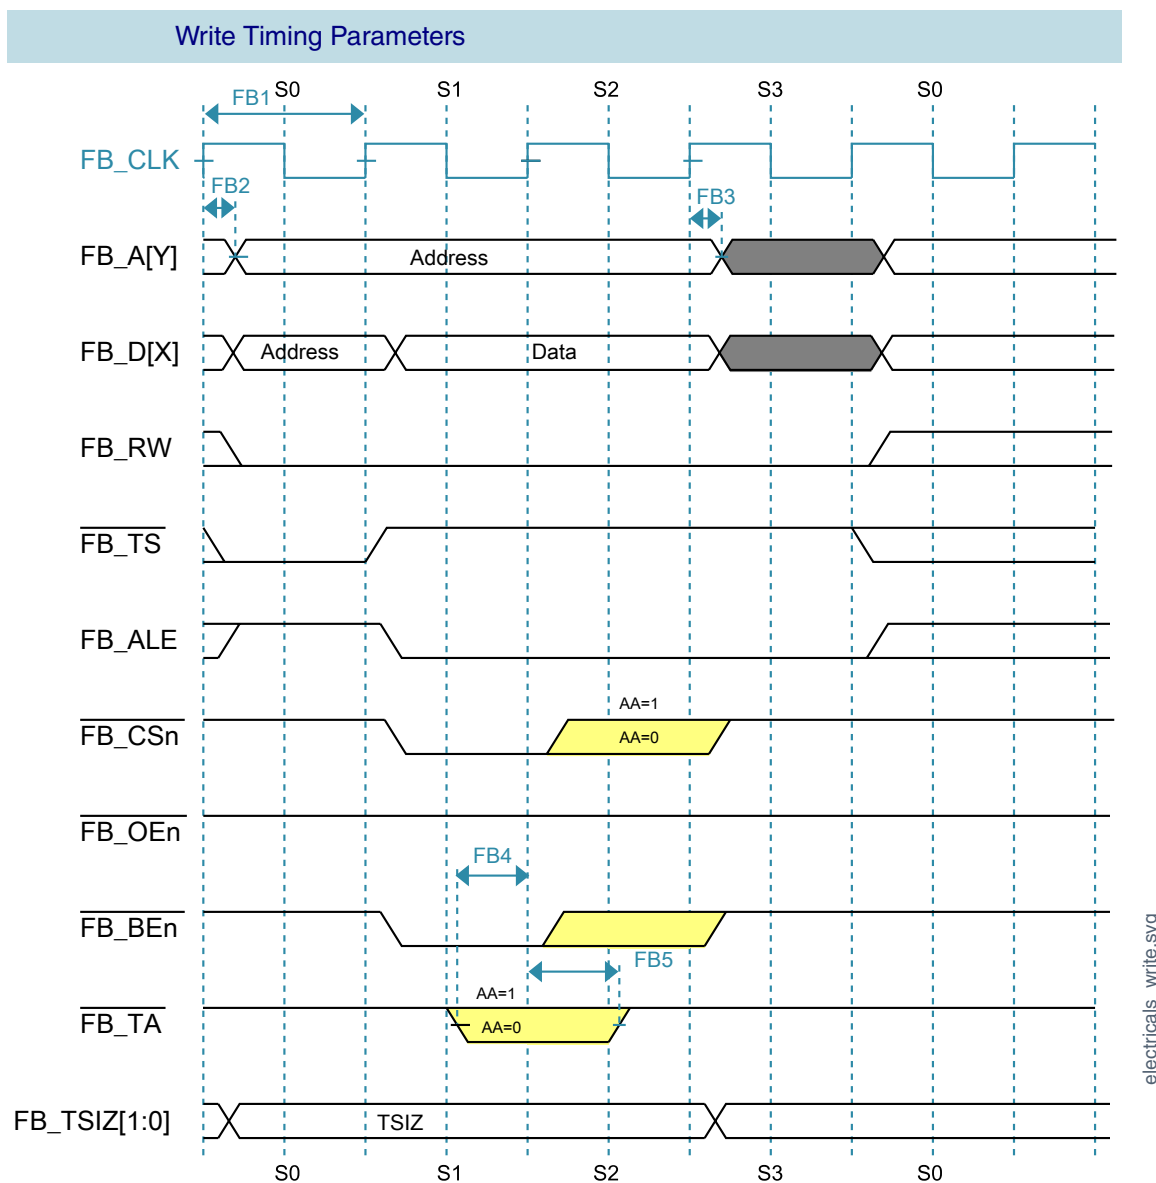 Write Timing Parameters
S0 S1 S2 S3 S0
FB1
FB_CLK
FB2
FB3
FB_A[Y]
Address
FB_D[X]
Address
Data
FB_RW
FB_TS
FB_ALE
AA=1
FB_CSn
AA=0
FB_OEn
FB4
FB_BEn
FB5
AA=1
FB_TA
AA=0
FB_TSIZ[1:0]
TSIZ
S0 S1 S2 S3 S0
electricals_write.svg